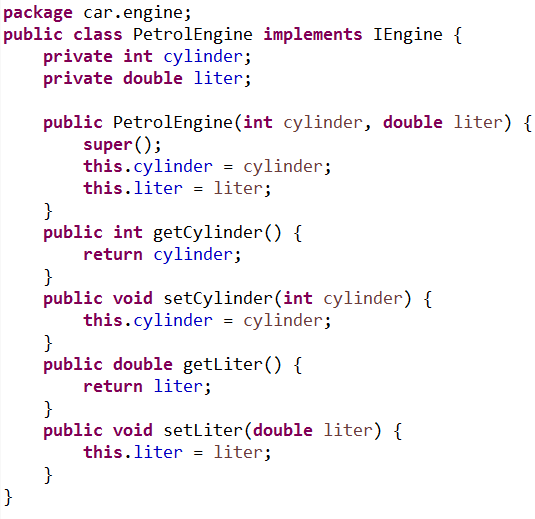 package car.engine;
public class PetrolEngine implements IEngine {
    private int cylinder;
    private double liter;

    public PetrolEngine(int cylinder, double liter) {
        super();
        this.cylinder = cylinder;
        this.liter = liter;
    }
    public int getCylinder() {
        return cylinder;
    }
    public void setCylinder(int cylinder) {
        this.cylinder = cylinder;
    }
    public double getLiter() {
        return liter;
    }
    public void setLiter(double liter) {
        this.liter = liter;
    }
}